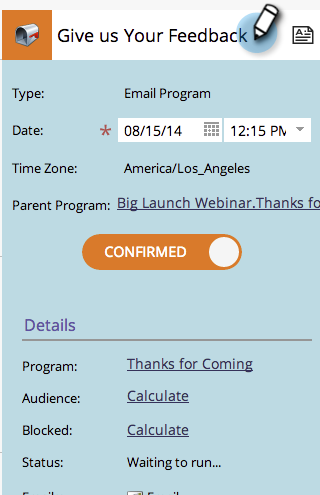 Give us Your Feedback
Type: Email Program
Date: * 08/15/14 12:15 PM
Time Zone: America/Los_Angeles
Parent Program: Big Launch Webinar.Thanks fo
CONFIRMED
Details
Program: Thanks for Coming
Audience: Calculate
Blocked: Calculate
Status: Waiting to run...